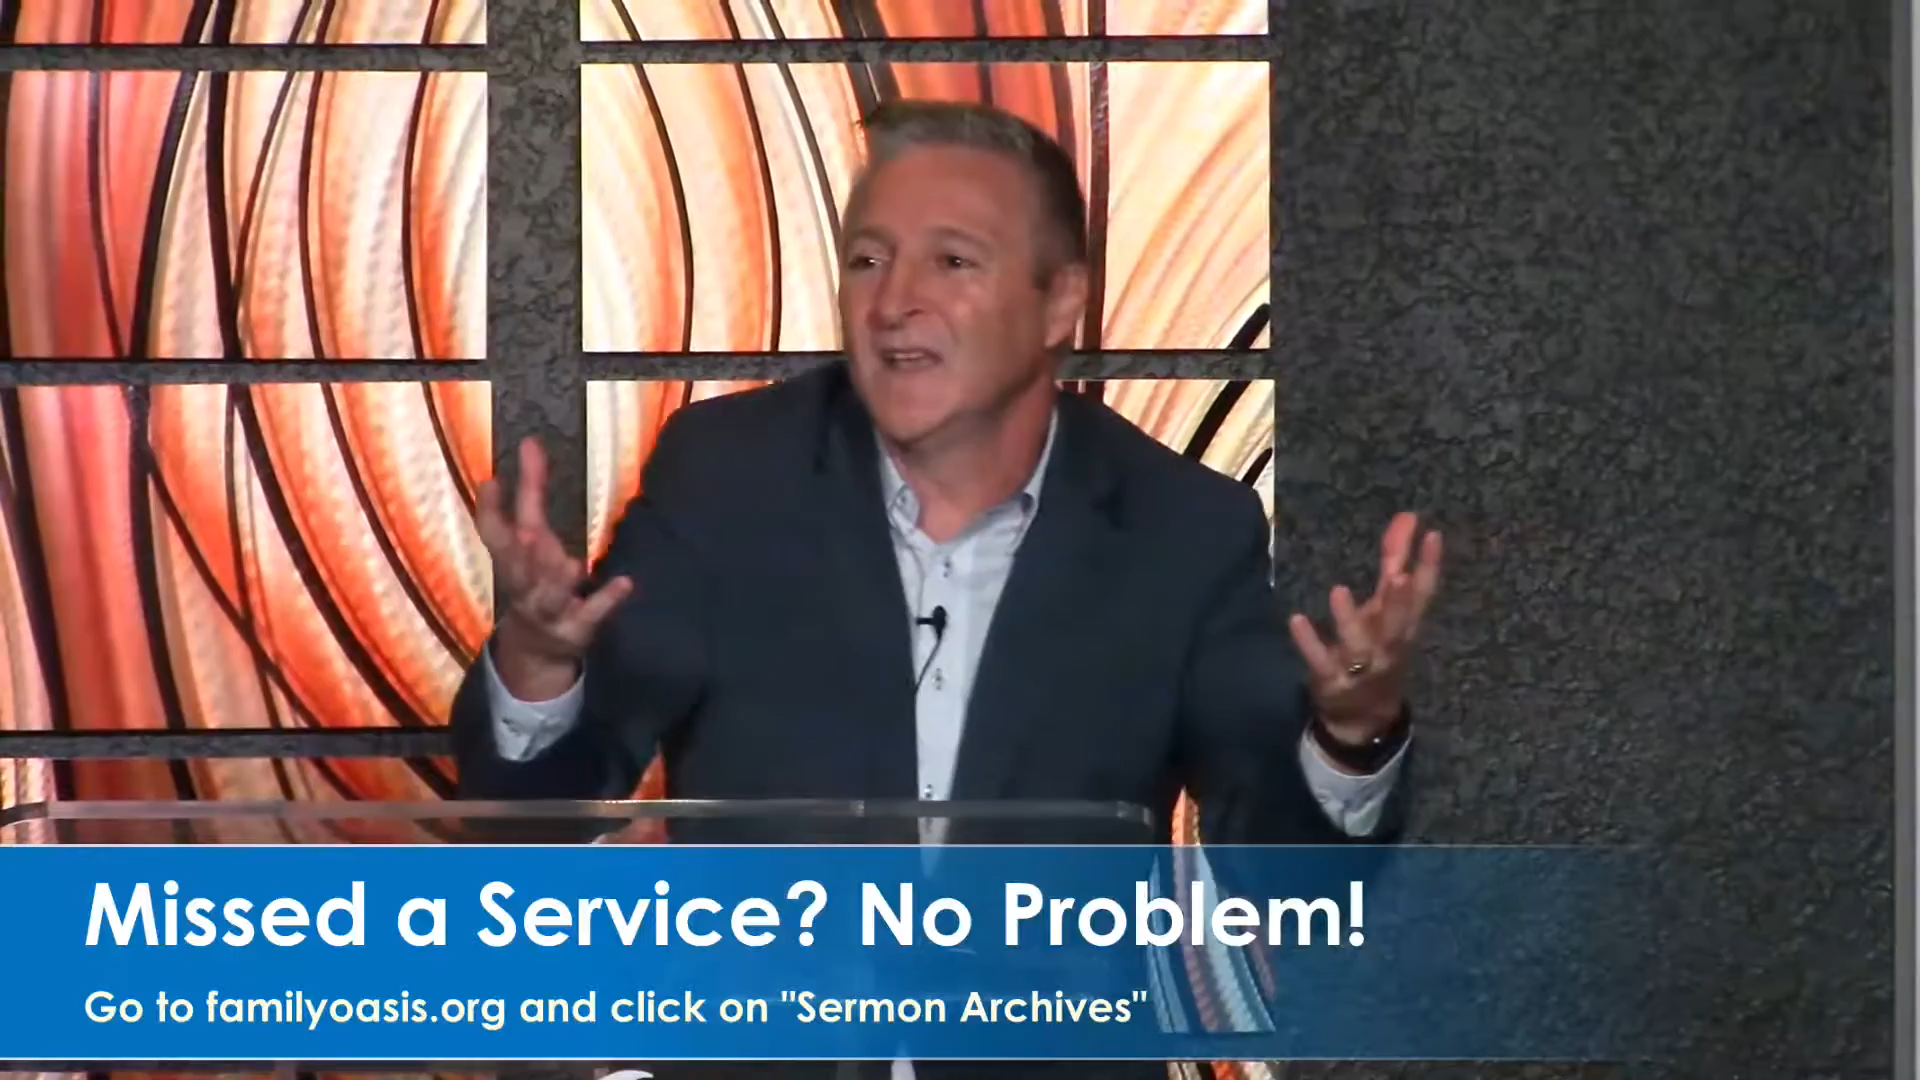 Missed a Service? No Problem!
Go to familyoasis.org and click on "Sermon Archives"